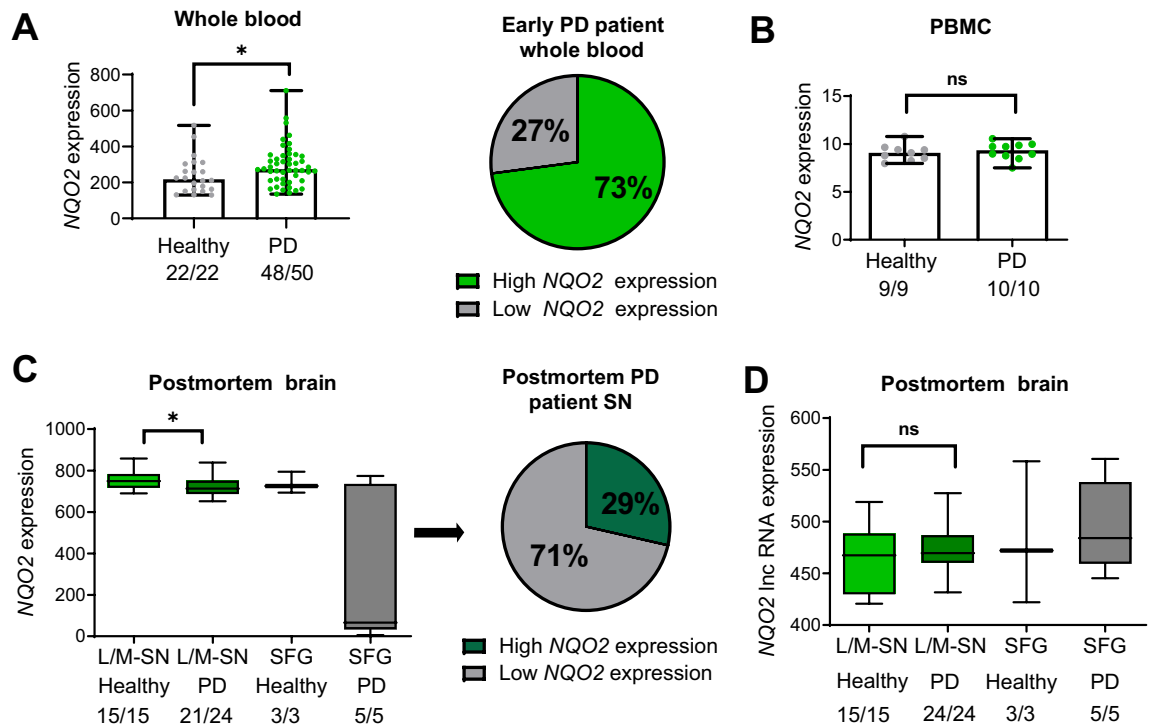 A
Whole blood
*
NQO2 expression
800
600
400
200
0
Healthy
PD
22/22
48/50
Early PD patient
whole blood
27%
73%
High NQO2 expression
Low NQO2 expression
B
PBMC
ns
NQO2 expression
15
10
5
0
Healthy
PD
9/9
10/10
C
Postmortem brain
*
NQO2 expression
1000
800
600
400
200
0
L/M-SN L/M-SN SFG SFG
Healthy PD Healthy PD
15/15 21/24 3/3 5/5
Postmortem PD
patient SN
29%
71%
High NQO2 expression
Low NQO2 expression
D
Postmortem brain
ns
NQO2 lnc RNA expression
600
550
500
450
400
L/M-SN L/M-SN SFG SFG
Healthy PD Healthy PD
15/15 24/24 3/3 5/5